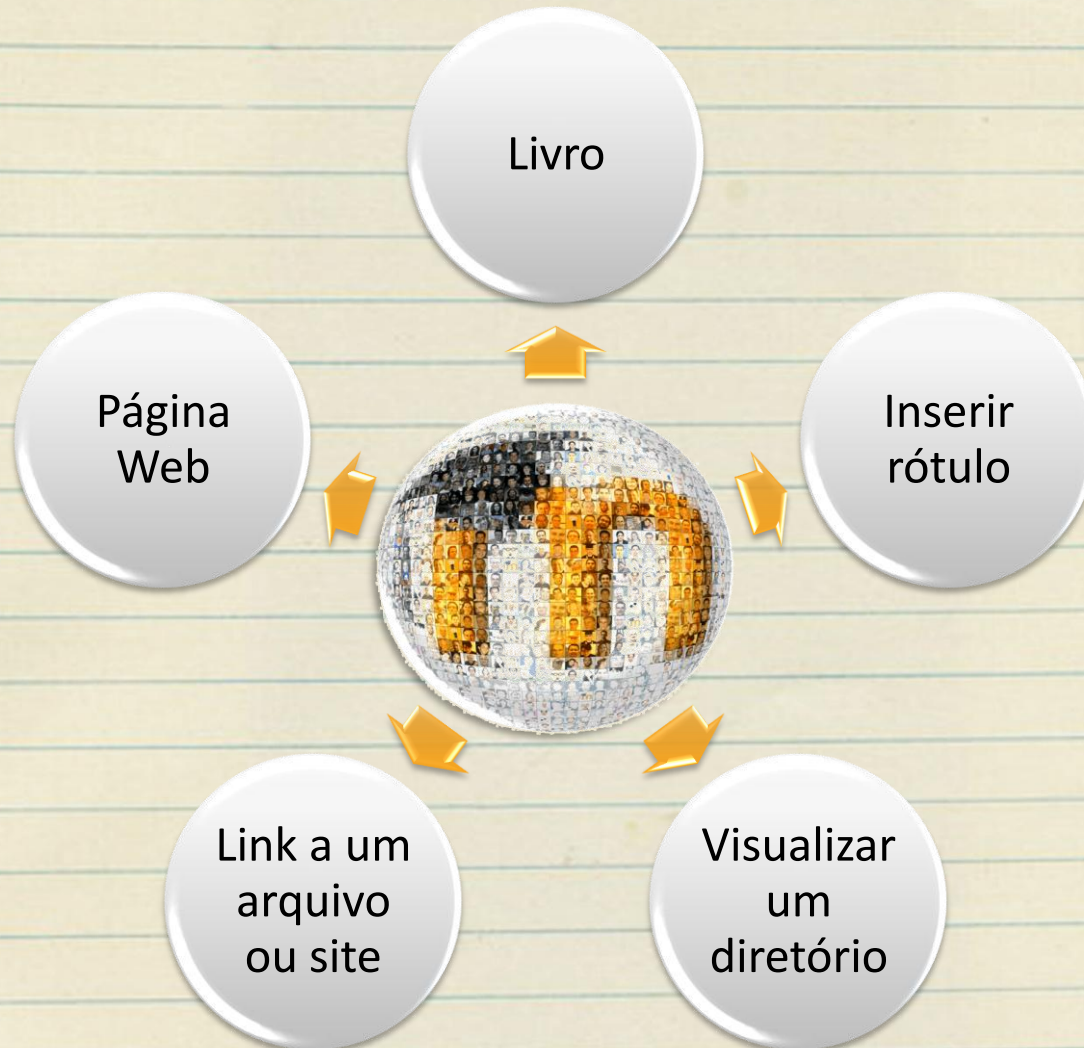 Livro
Página
Web
Inserir
rótulo
Link a um
arquivo
ou site
Visualizar
um
diretório